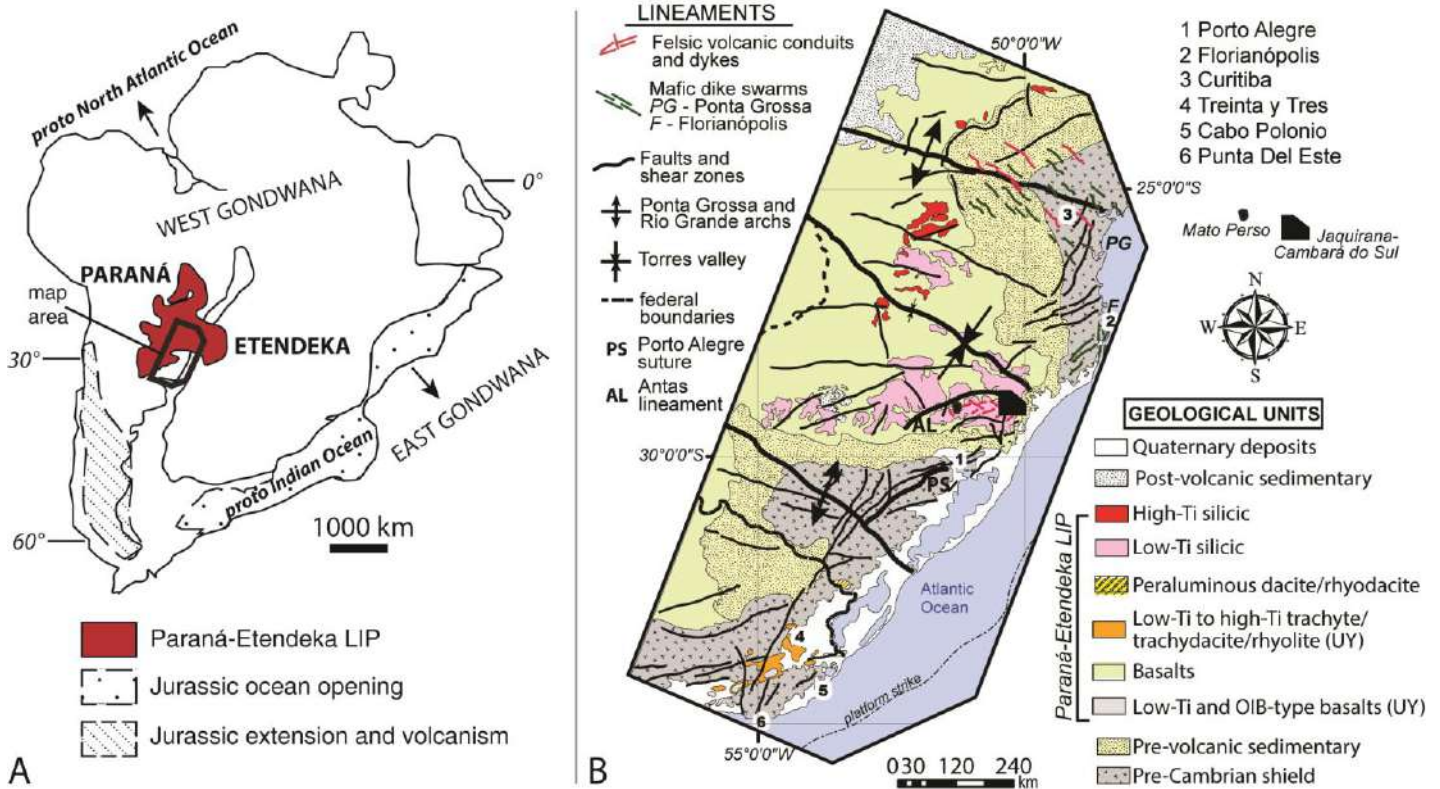 proto North Atlantic Ocean
WEST GONDWANA
0°
PARANÁ
map
area
ETENDEKA
30°
EAST GONDWANA
proto Indian Ocean
60°
1000 km
Paraná-Etendeka LIP
Jurassic ocean opening
Jurassic extension and volcanism
A
LINEAMENTS
Felsic volcanic conduits
and dykes
Mafic dike swarms
PG - Ponta Grossa
F - Florianópolis
Faults and
shear zones
Ponta Grossa and
Rio Grande archs
Torres valley
federal
boundaries
PS Porto Alegre
suture
AL Antas
lineament
50°0'0"W
25°0'0"S
3
PG
F
2
AL
30°0'0"S
1
PS
Atlantic
Ocean
4
5
platform strike
6
55°0'0"W
B
0 30 120 240
km
1 Porto Alegre
2 Florianópolis
3 Curitiba
4 Treinta y Tres
5 Cabo Polonio
6 Punta Del Este
Mato Perso
Jaquirana-
Cambará do Sul
N
W E
S
GEOLOGICAL UNITS
Quaternary deposits
Post-volcanic sedimentary
Paraná-Etendeka LIP
High-Ti silicic
Low-Ti silicic
Peraluminous dacite/rhyodacite
Low-Ti to high-Ti trachyte/
trachydacite/rhyolite (UY)
Basalts
Low-Ti and OIB-type basalts (UY)
Pre-volcanic sedimentary
Pre-Cambrian shield